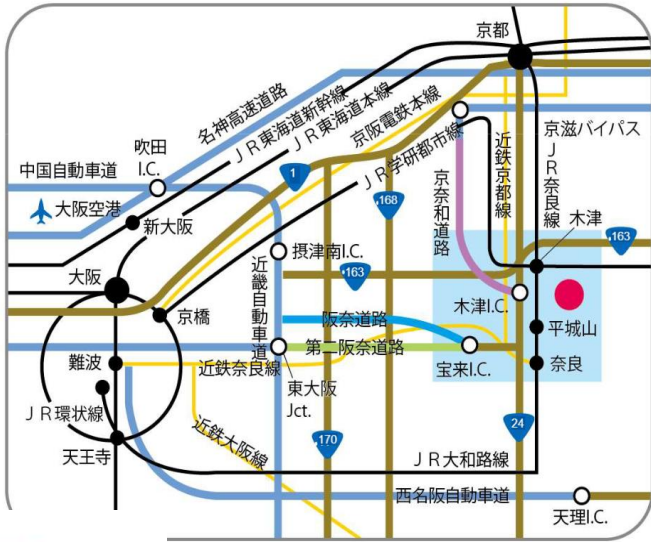 京都
名神高速道路
JR東海道新幹線
JR東海道本線
京阪電鉄本線
JR学研都市線
京滋バイパス
吹田
I.C.
中国自動車道
大阪空港
新大阪
1
168
近鉄京都線
京奈和道路
JR奈良線
木津
163
摂津南I.C.
近畿自動車道
163
大阪
京橋
木津I.C.
阪奈道路
平城山
難波
近鉄奈良線
第二阪奈道路
宝来I.C.
奈良
東大阪
Jct.
JR環状線
近鉄大阪線
170
24
天王寺
JR大和路線
西名阪自動車道
天理I.C.